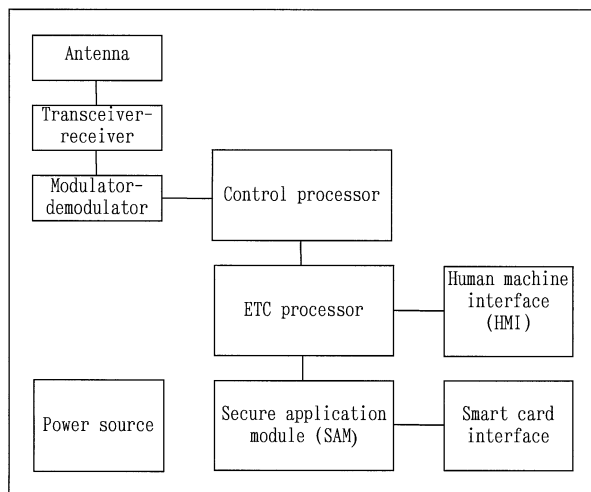 Antenna
Transceiver-
receiver
Modulator-
demodulator
Control processor
ETC processor
Human machine
interface
(HMI)
Power source
Secure application
module (SAM)
Smart card
interface